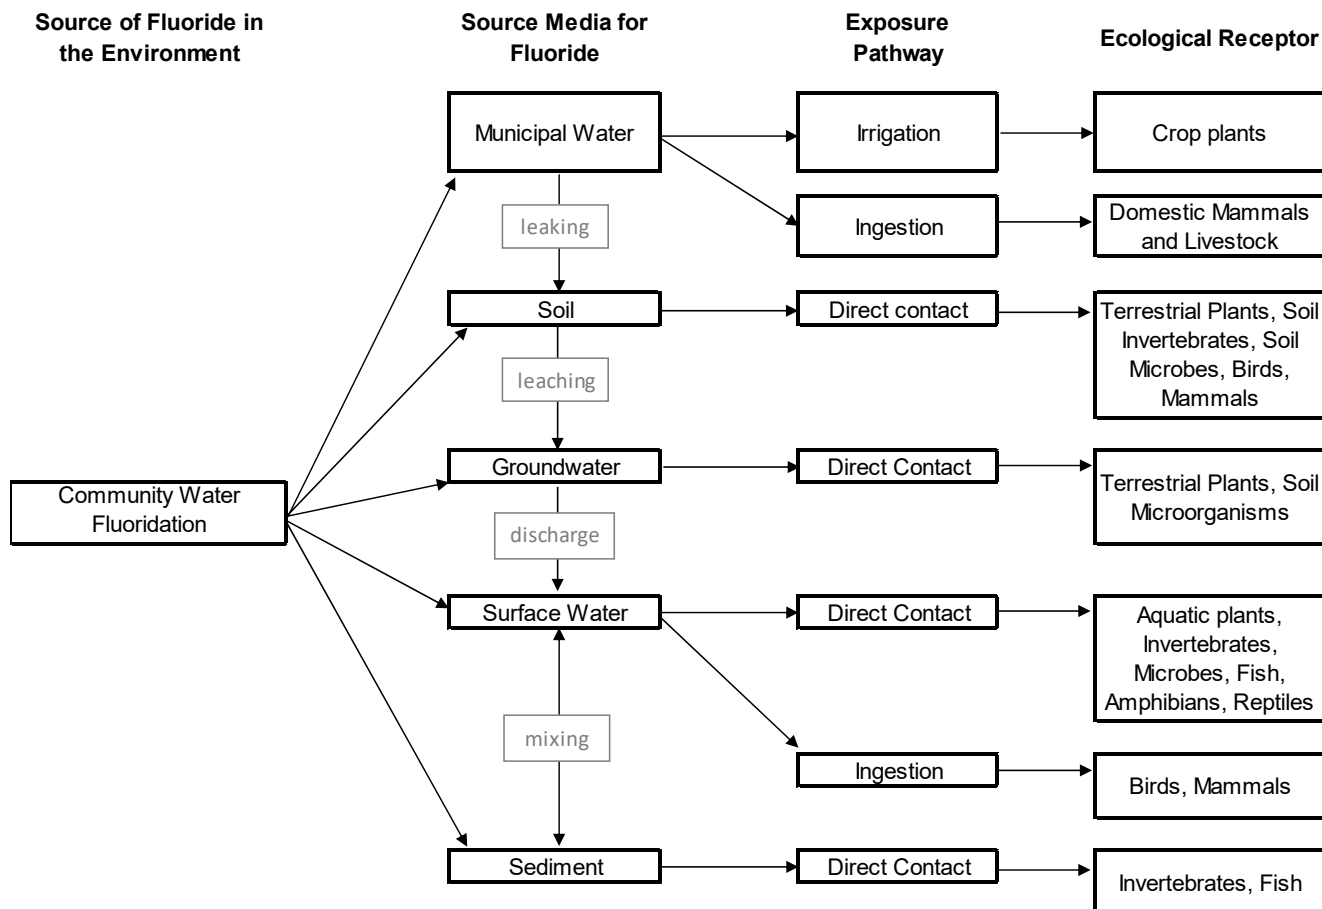 Source of Fluoride in
the Environment
Source Media for
Fluoride
Exposure
Pathway
Ecological Receptor
Municipal Water
Irrigation
Crop plants
leaking
Ingestion
Domestic Mammals
and Livestock
Soil
Direct contact
Terrestrial Plants, Soil
Invertebrates, Soil
Microbes, Birds,
Mammals
leaching
Groundwater
Direct Contact
Terrestrial Plants, Soil
Microorganisms
Community Water
Fluoridation
discharge
Surface Water
Direct Contact
Aquatic plants,
Invertebrates,
Microbes, Fish,
Amphibians, Reptiles
mixing
Ingestion
Birds, Mammals
Sediment
Direct Contact
Invertebrates, Fish